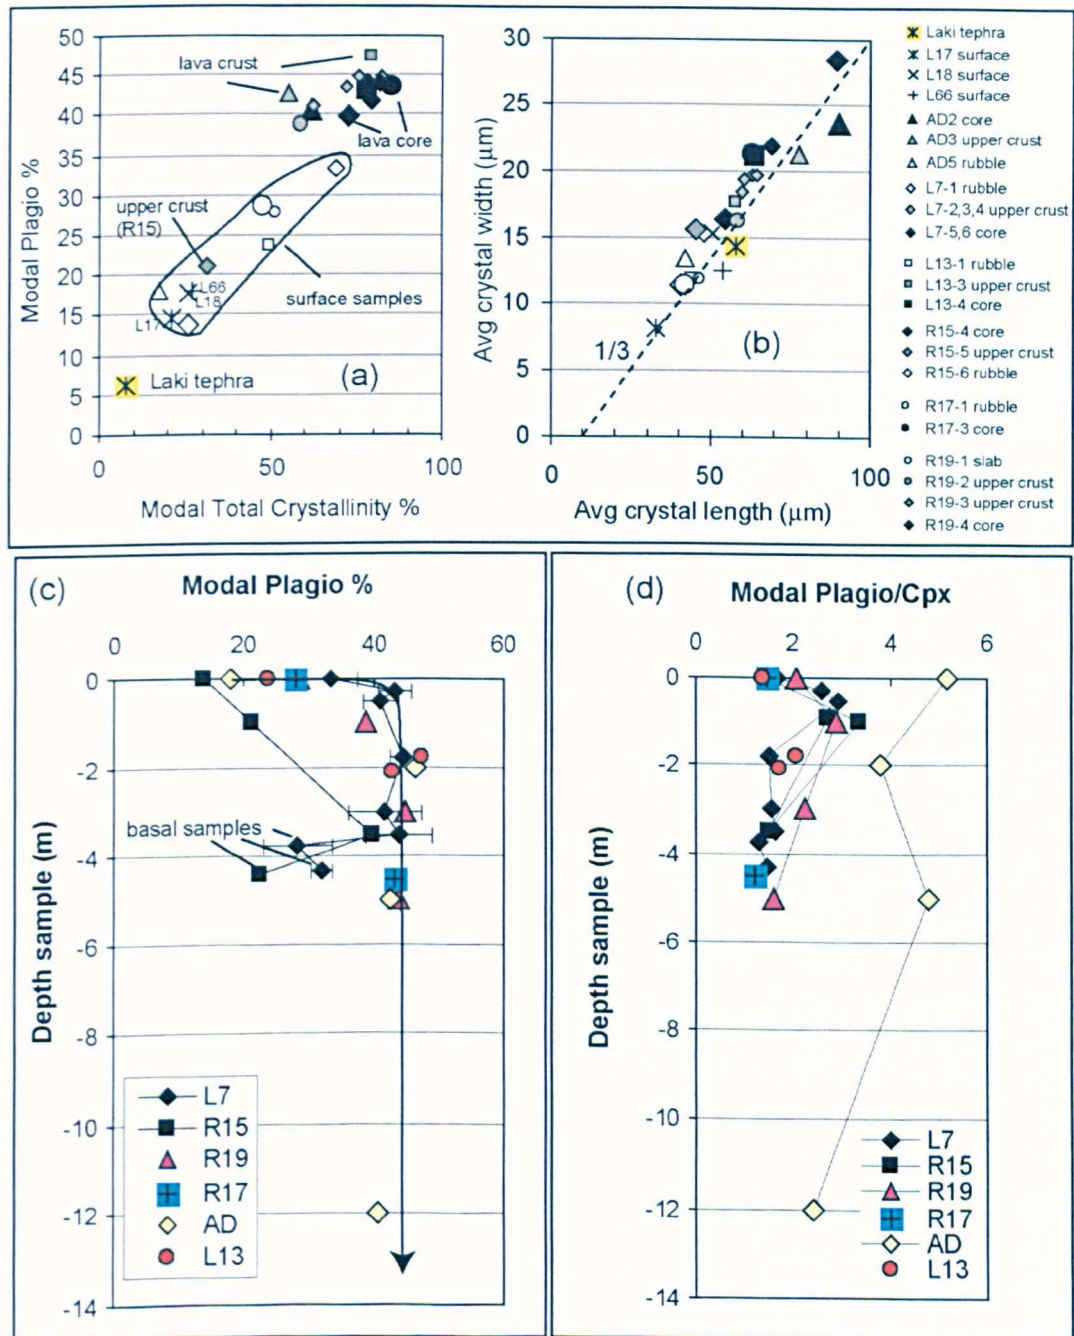 50
45
40
35
30
25
20
15
10
5
0
Modal Plagio %
lava crust
lava core
upper crust
(R15)
L66
L18
L17
surface samples
Laki tephra
(a)
0
50
100
Modal Total Crystallinity %
30
25
20
15
10
5
0
Avg crystal width (µm)
1/3
(b)
0
50
100
Avg crystal length (µm)
Laki tephra
L17 surface
L18 surface
L66 surface
AD2 core
AD3 upper crust
AD5 rubble
L7-1 rubble
L7-2,3,4 upper crust
L7-5,6 core
L13-1 rubble
L13-3 upper crust
L13-4 core
R15-4 core
R15-5 upper crust
R15-6 rubble
R17-1 rubble
R17-3 core
R19-1 slab
R19-2 upper crust
R19-3 upper crust
R19-4 core
(c)
Modal Plagio %
0 20 40 60
0
-2
-4
-6
-8
-10
-12
-14
Depth sample (m)
basal samples
L7
R15
R19
R17
AD
L13
(d)
Modal Plagio/Cpx
0 2 4 6
0
-2
-4
-6
-8
-10
-12
-14
Depth sample (m)
L7
R15
R19
R17
AD
L13